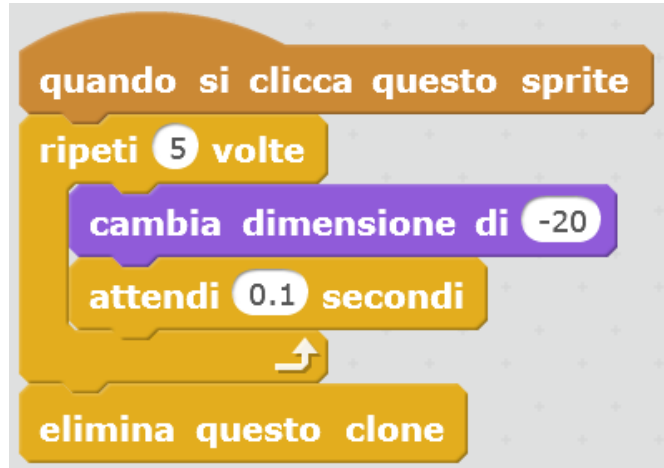 quando si clicca questo sprite
ripeti 5 volte
cambia dimensione di -20
attendi 0.1 secondi
elimina questo clone